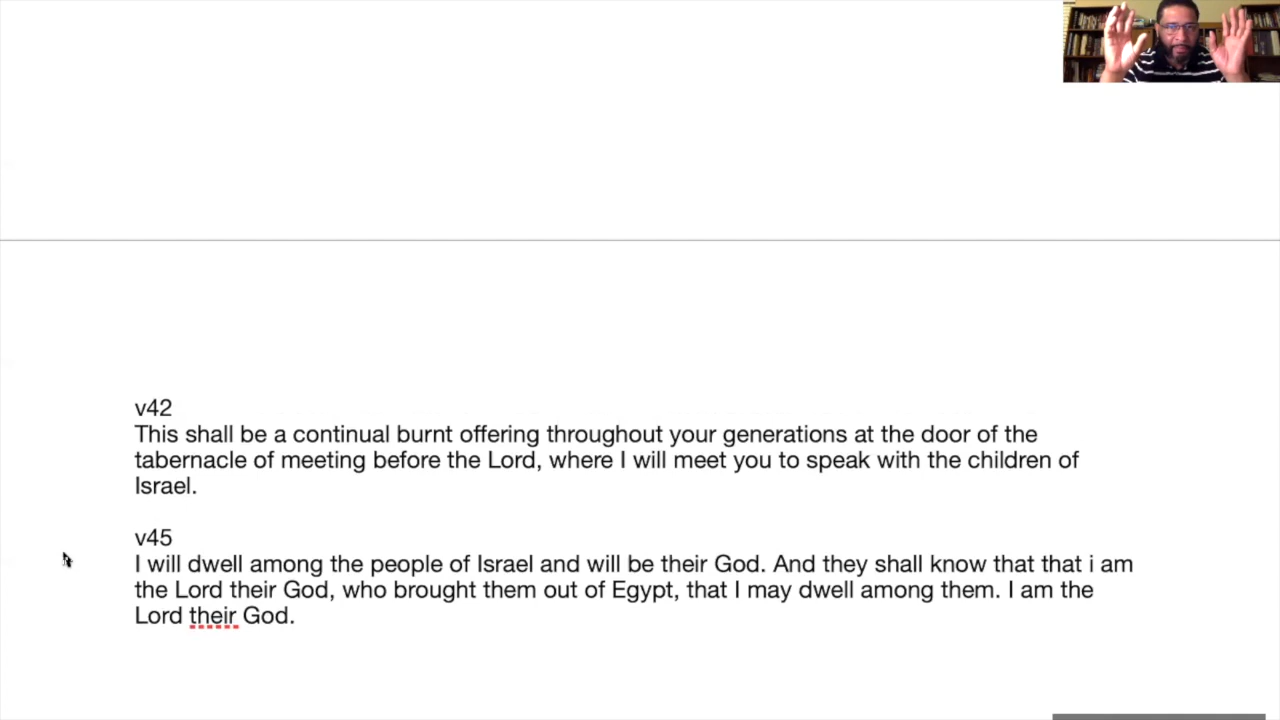 v42
This shall be a continual burnt offering throughout your generations at the door of the
tabernacle of meeting before the Lord, where I will meet you to speak with the children of
Israel.
v45
I will dwell among the people of Israel and will be their God. And they shall know that that i am
the Lord their God, who brought them out of Egypt, that I may dwell among them. I am the
Lord their God.